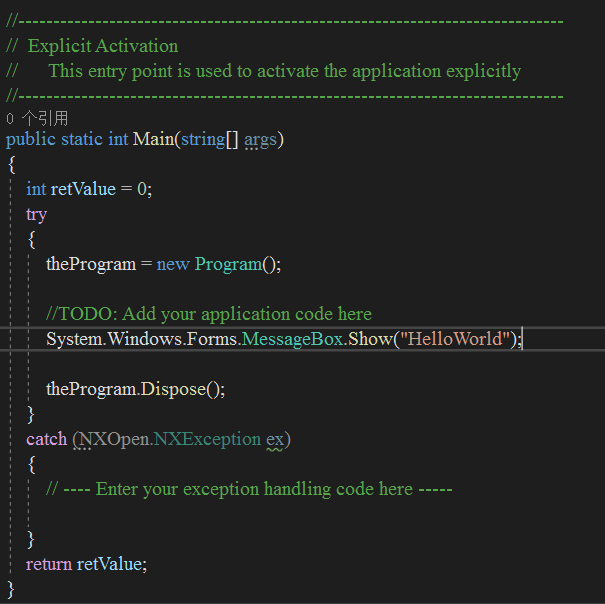 //------------------------------------------------------------------------------
//  Explicit Activation
//      This entry point is used to activate the application explicitly
//------------------------------------------------------------------------------
0 个引用
public static int Main(string[] args)
{
    int retValue = 0;
    try
    {
        theProgram = new Program();
        //TODO: Add your application code here
        System.Windows.Forms.MessageBox.Show("HelloWorld");
        theProgram.Dispose();
    }
    catch (NXOpen.NXException ex)
    {
        // ---- Enter your exception handling code here -----
    }
    return retValue;
}